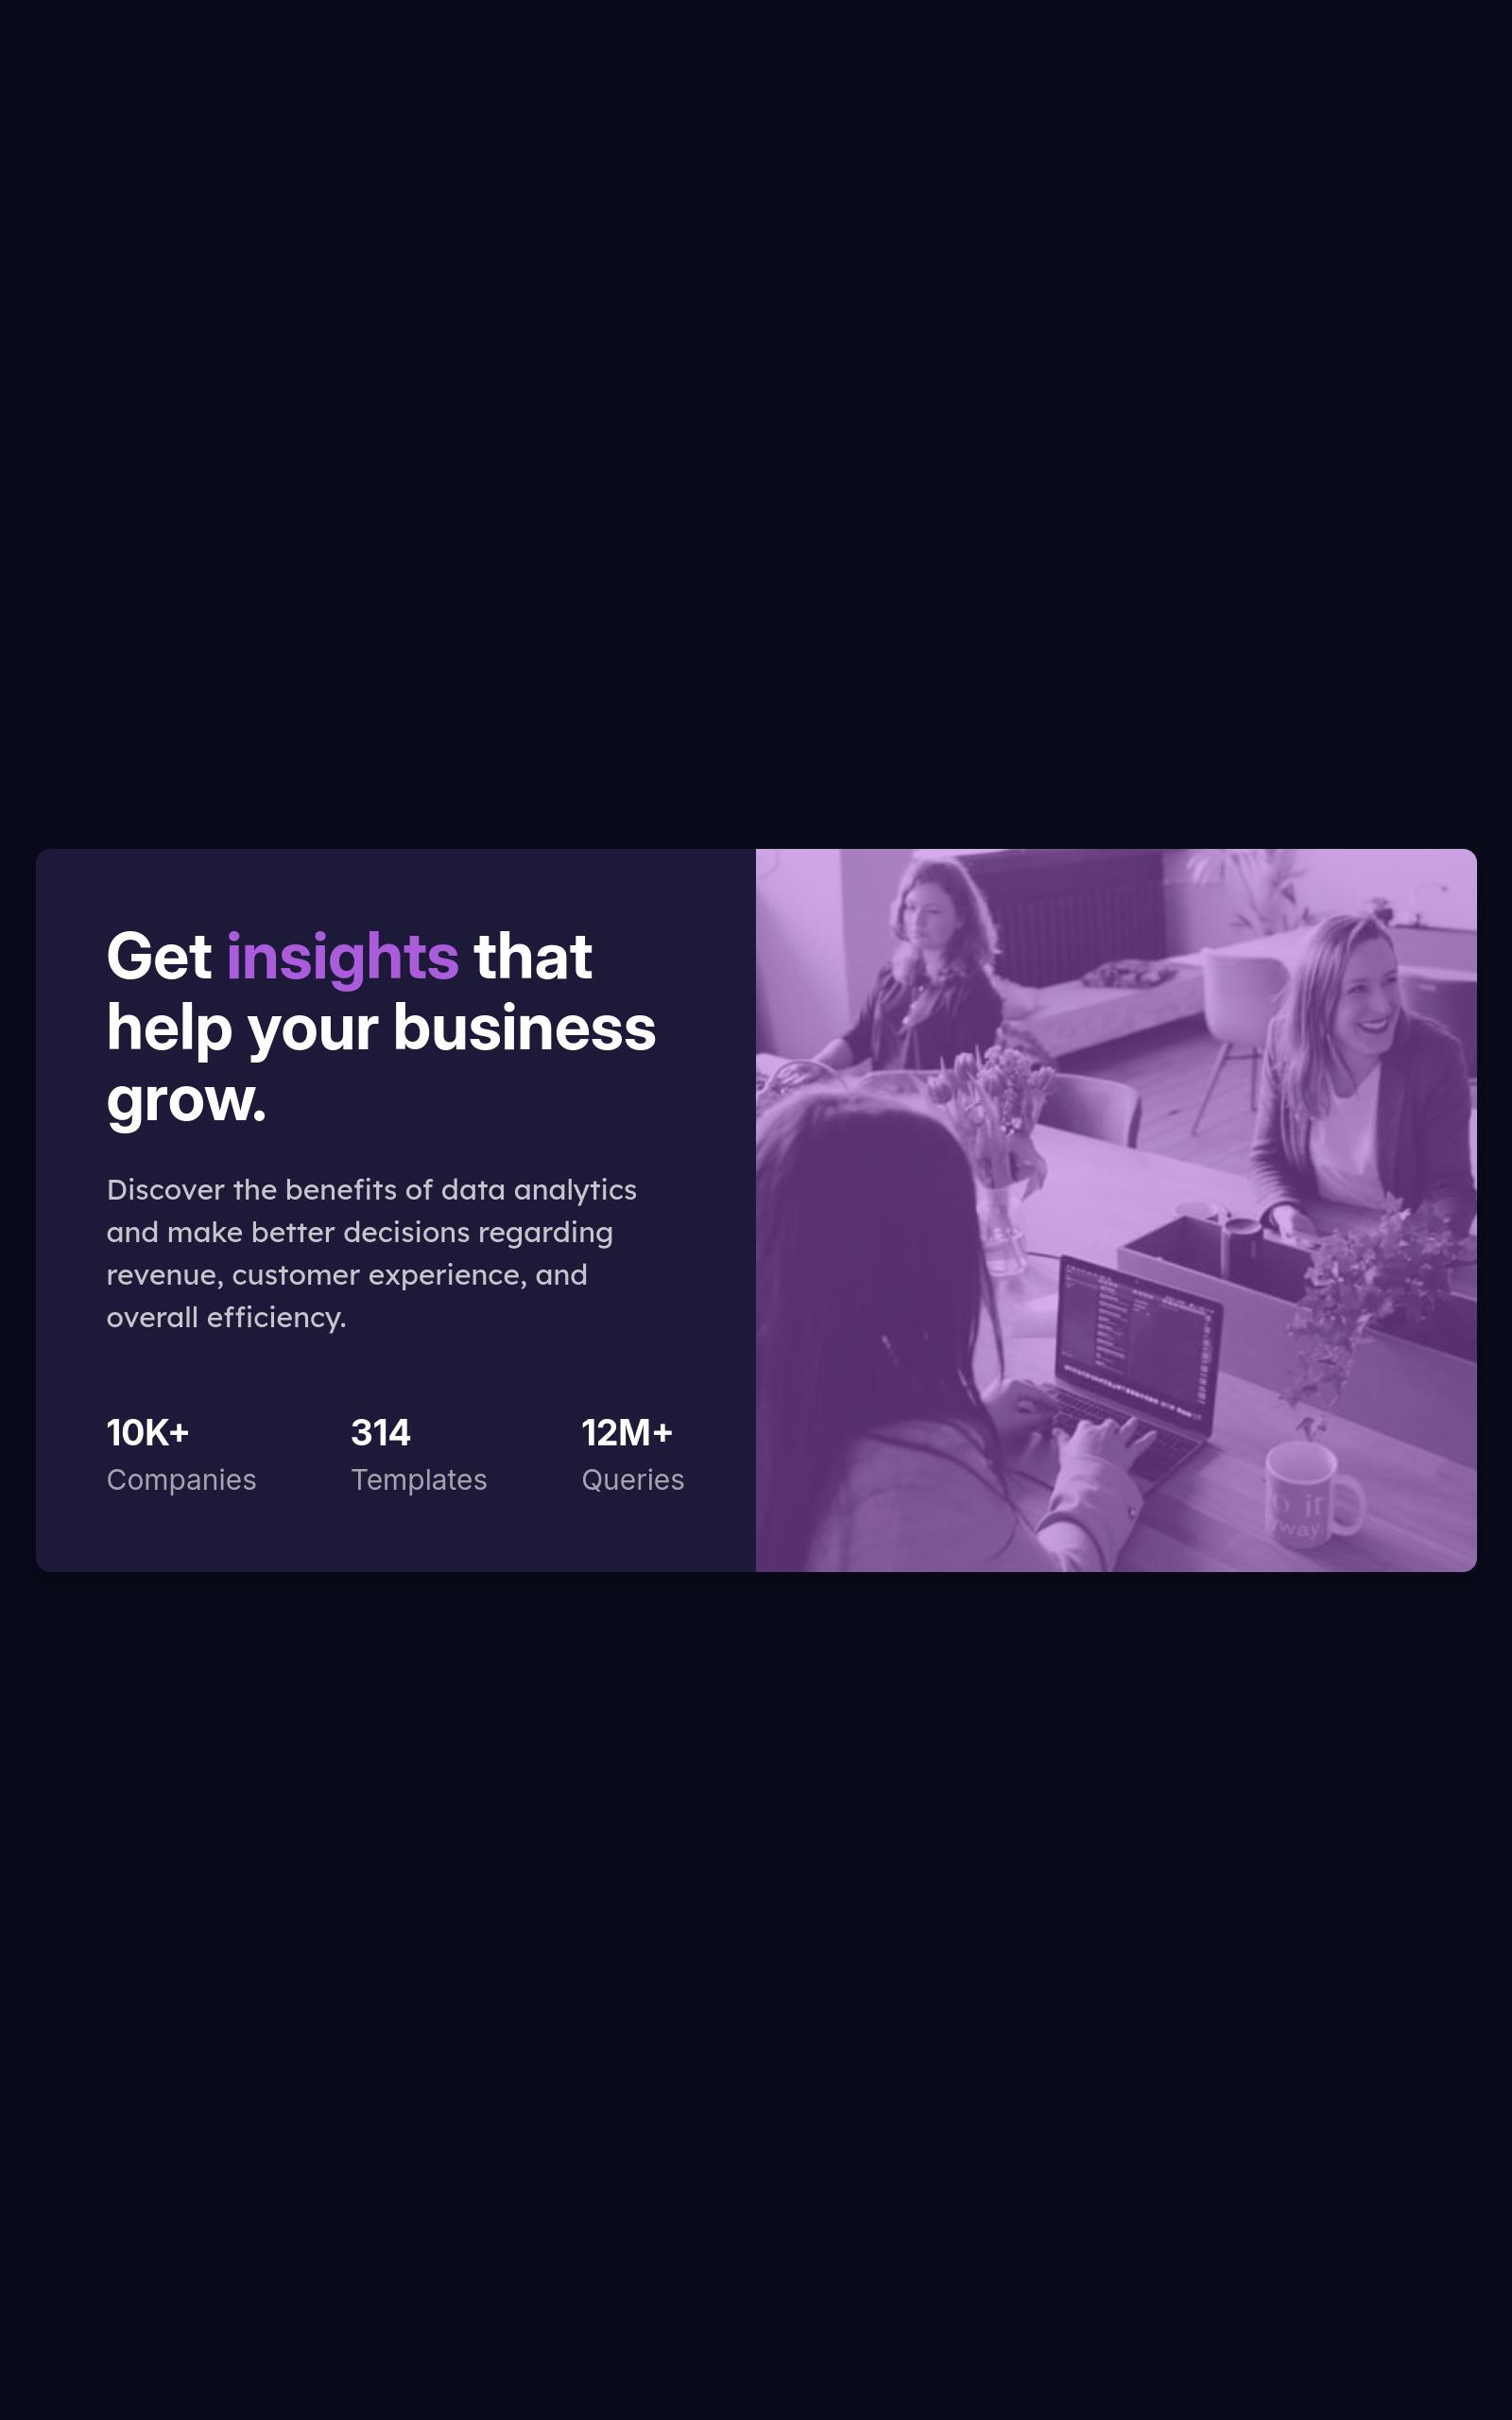 Get insights that
help your business
grow.
Discover the benefits of data analytics
and make better decisions regarding
revenue, customer experience, and
overall efficiency.
10K+ 314 12M+
Companies Templates Queries